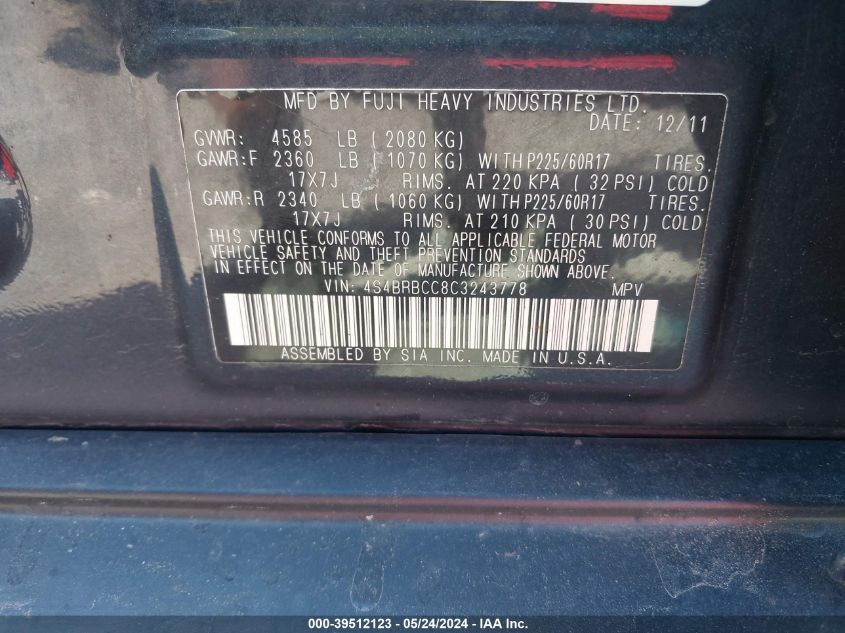 MFD BY FUJI HEAVY INDUSTRIES LTD.
DATE: 12/11
GVWR: 4585 LB ( 2080 KG)
GAWR:F 2360 LB ( 1070 KG) WITH P225/60R17 TIRES.
17X7J RIMS. AT 220 KPA ( 32 PSI) COLD
GAWR:R 2340 LB ( 1060 KG) WITH P225/60R17 TIRES.
17X7J RIMS. AT 210 KPA ( 30 PSI) COLD
THIS VEHICLE CONFORMS TO ALL APPLICABLE FEDERAL MOTOR
VEHICLE SAFETY AND THEFT PREVENTION STANDARDS
IN EFFECT ON THE DATE OF MANUFACTURE SHOWN ABOVE.
VIN: 4S4BRBCC8C3243778 MPV
ASSEMBLED BY SIA INC. MADE IN U.S.A.
000-39512123 - 05/24/2024 - IAA Inc.